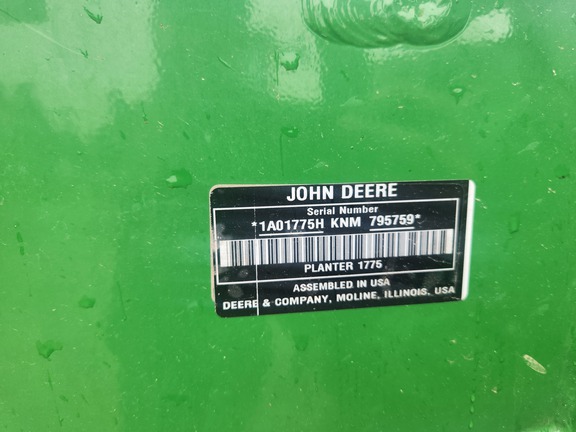 JOHN DEERE
Serial Number
*1A01775H KNM 795759*
PLANTER 1775
ASSEMBLED IN USA
DEERE & COMPANY, MOLINE, ILLINOIS, USA